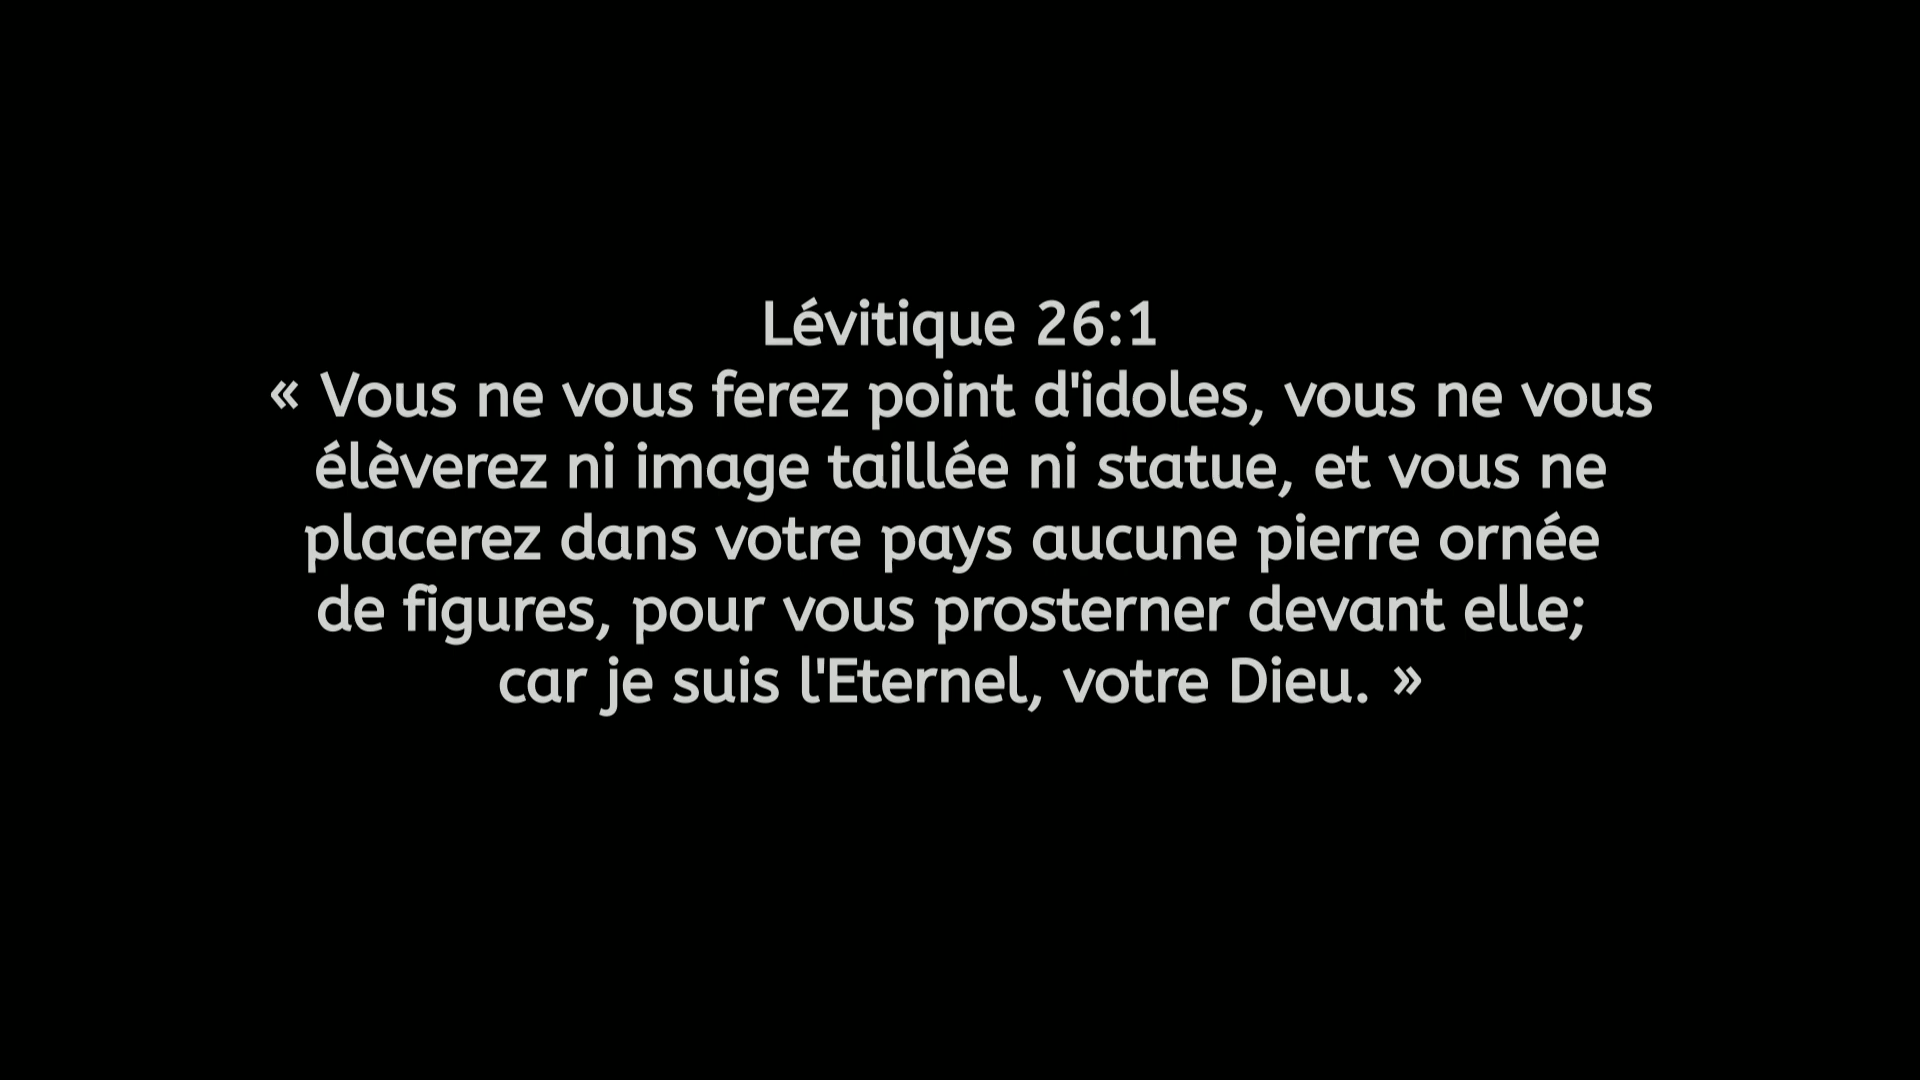 Lévitique 26:1
« Vous ne vous ferez point d'idoles, vous ne vous
élèverez ni image taillée ni statue, et vous ne
placerez dans votre pays aucune pierre ornée
de figures, pour vous prosterner devant elle;
car je suis l'Eternel, votre Dieu. »